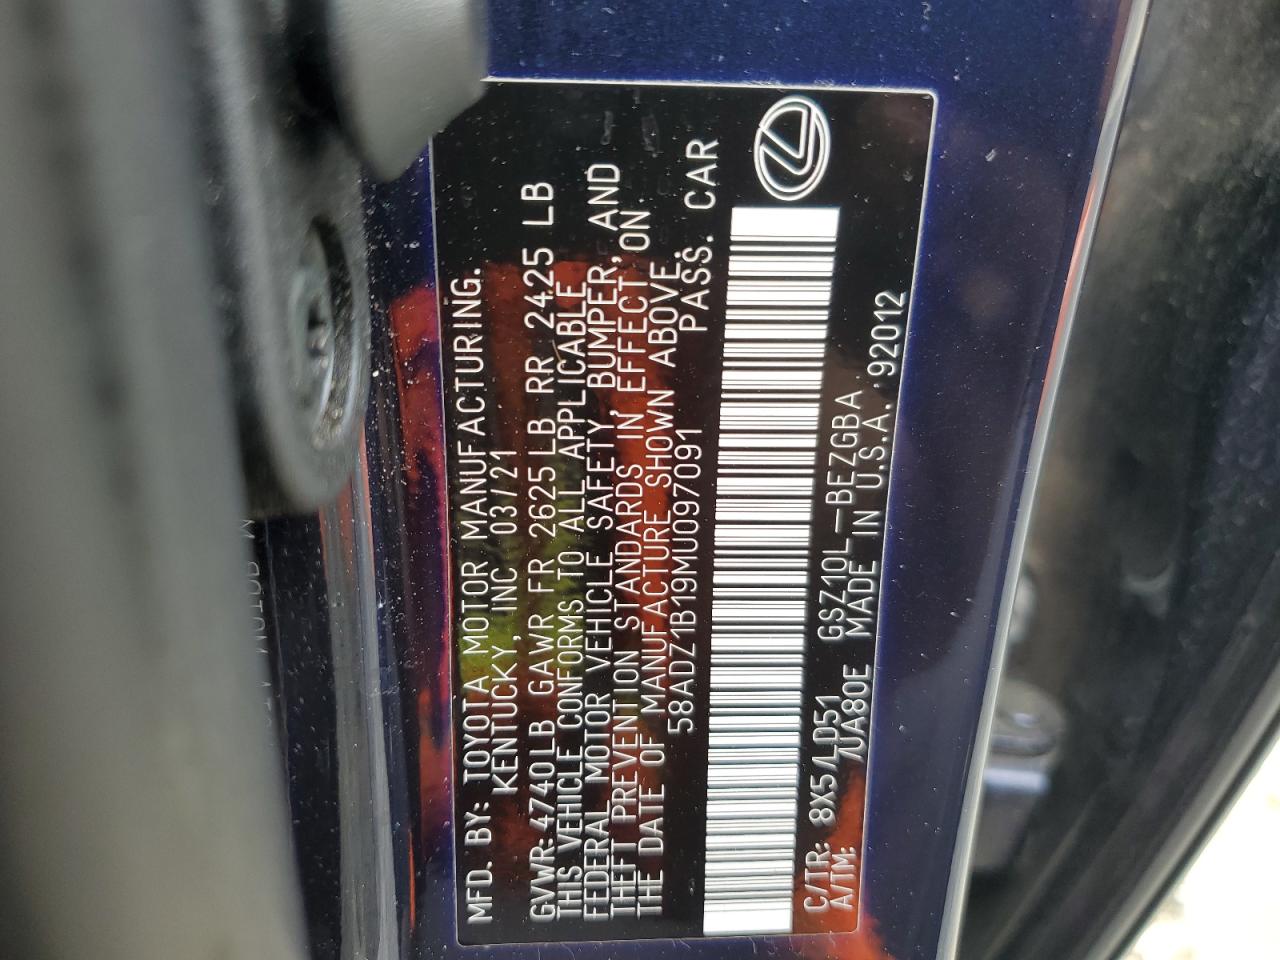 MFD. BY: TOYOTA MOTOR MANUFACTURING.
KENTUCKY, INC 03/21
GVWR: 4740LB GAWR FR 2625LB RR 2425 LB
THIS VEHICLE CONFORMS TO ALL APPLICABLE
FEDERAL MOTOR VEHICLE SAFETY, BUMPER, AND
THEFT PREVENTION STANDARDS IN EFFECT ON
THE DATE OF MANUFACTURE SHOWN ABOVE.
58ADZ1B19MU097091 PASS. CAR
C/TR: 8X5/LD51 GSZ10L-BEZGBA
A/TM: /UA80E MADE IN U.S.A. 92012